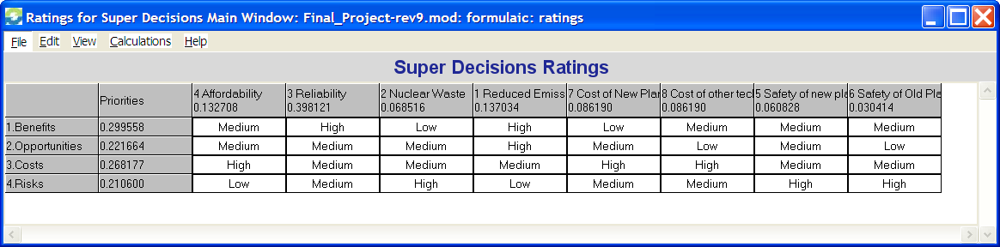 Ratings for Super Decisions Main Window: Final_Project-rev9.mod: formulaic: ratings
File Edit View Calculations Help
Super Decisions Ratings
Priorities 4 Affordability 3 Reliability 2 Nuclear Waste 1 Reduced Emiss 7 Cost of New Plan 8 Cost of other tecl 5 Safety of new pla 6 Safety of Old Pla
0.132708 0.398121 0.068516 0.137034 0.086190 0.086190 0.060828 0.030414
1.Benefits 0.299558 Medium High Low High Low Medium Medium Medium
2.Opportunities 0.221664 Medium Medium Medium High Medium Low Medium Low
3.Costs 0.268177 High Medium Medium Medium High High Medium Medium
4.Risks 0.210600 Low Medium High Low Medium Medium High High